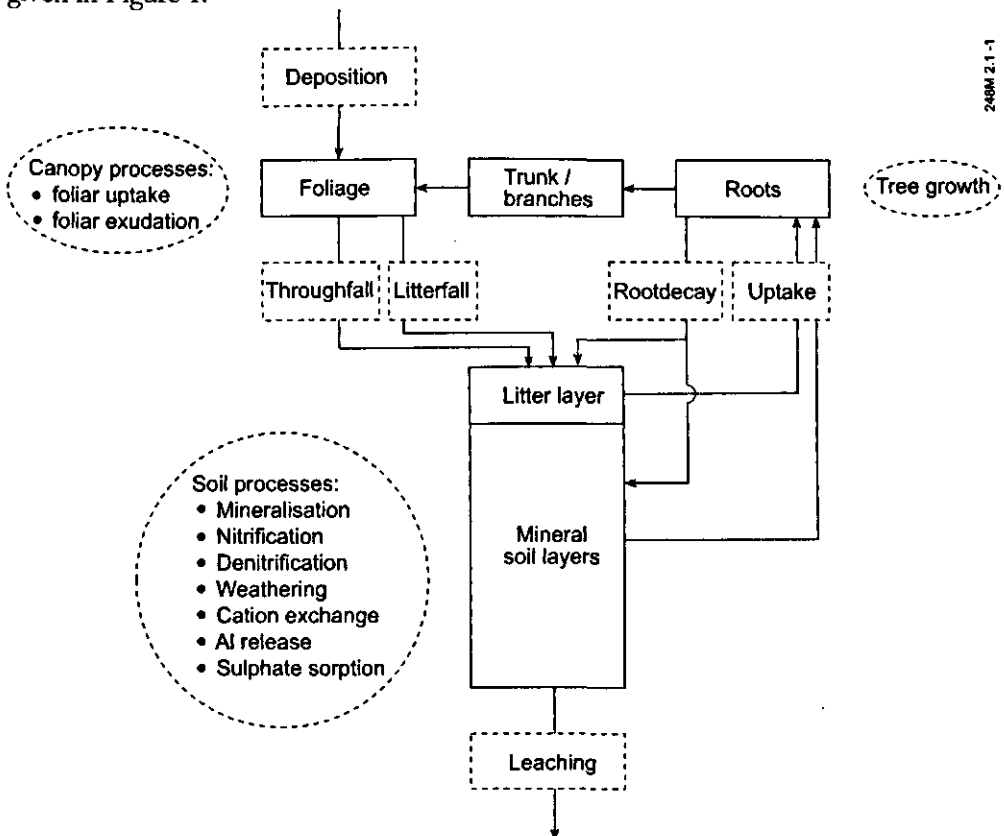 given in Figure 1.
248M 2.1 -1
Deposition
Canopy processes:
• foliar uptake
• foliar exudation
Foliage
Trunk /
branches
Roots
Tree growth
Throughfall
Litterfall
Rootdecay
Uptake
Litter layer
Soil processes:
• Mineralisation
• Nitrification
• Denitrification
• Weathering
• Cation exchange
• Al release
• Sulphate sorption
Mineral
soil layers
Leaching